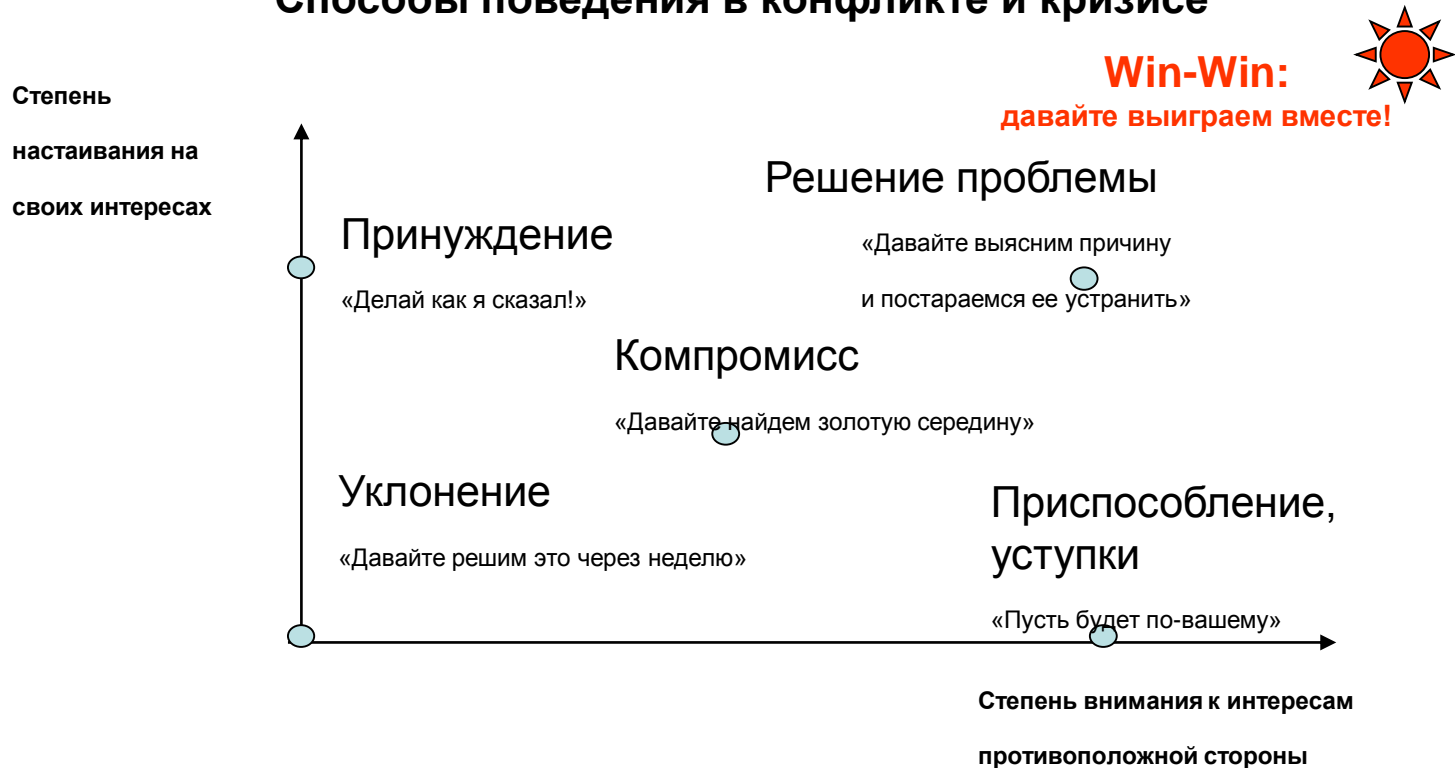 Способы поведения в конфликте и кризисе
Win-Win:
давайте выиграем вместе!
Степень
настаивания на
своих интересах
Решение проблемы
«Давайте выясним причину
и постараемся ее устранить»
Принуждение
«Делай как я сказал!»
Компромисс
«Давайте найдем золотую середину»
Уклонение
«Давайте решим это через неделю»
Приспособление,
уступки
«Пусть будет по-вашему»
Степень внимания к интересам
противоположной стороны